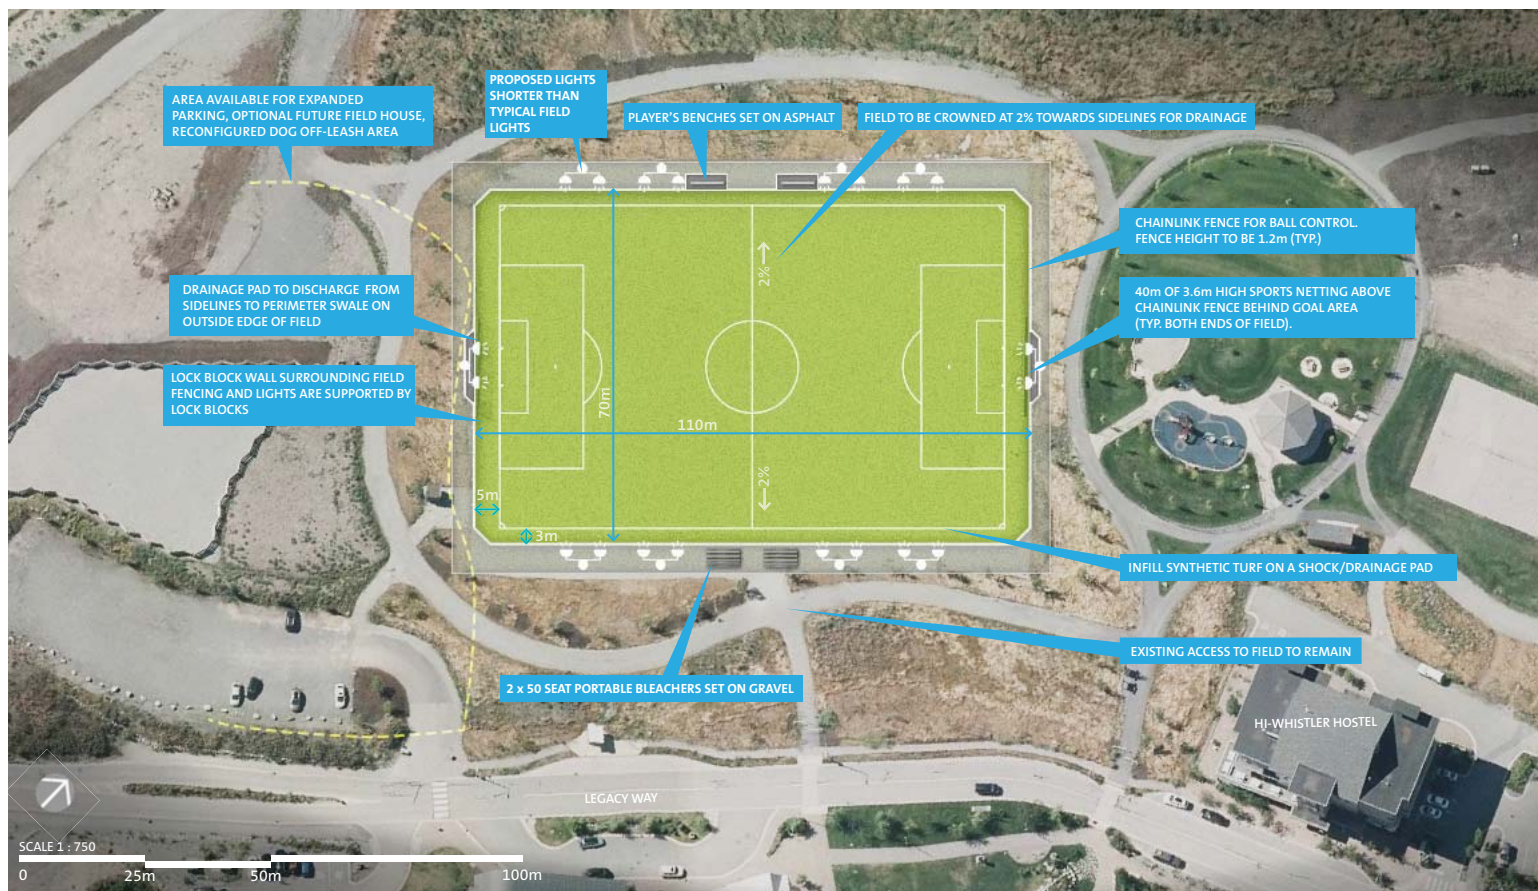 PROPOSED LIGHTS
SHORTER THAN
TYPICAL FIELD
LIGHTS
AREA AVAILABLE FOR EXPANDED
PARKING, OPTIONAL FUTURE FIELD HOUSE,
RECONFIGURED DOG OFF-LEASH AREA
PLAYER'S BENCHES SET ON ASPHALT
FIELD TO BE CROWNED AT 2% TOWARDS SIDELINES FOR DRAINAGE
CHAINLINK FENCE FOR BALL CONTROL.
FENCE HEIGHT TO BE 1.2m (TYP.)
2%
DRAINAGE PAD TO DISCHARGE FROM
SIDELINES TO PERIMETER SWALE ON
OUTSIDE EDGE OF FIELD
40m OF 3.6m HIGH SPORTS NETTING ABOVE
CHAINLINK FENCE BEHIND GOAL AREA
(TYP. BOTH ENDS OF FIELD).
LOCK BLOCK WALL SURROUNDING FIELD
FENCING AND LIGHTS ARE SUPPORTED BY
LOCK BLOCKS
70m
110m
2%
5m
3m
INFILL SYNTHETIC TURF ON A SHOCK/DRAINAGE PAD
EXISTING ACCESS TO FIELD TO REMAIN
2 x 50 SEAT PORTABLE BLEACHERS SET ON GRAVEL
HI-WHISTLER HOSTEL
LEGACY WAY
SCALE 1 : 750
0 25m 50m 100m